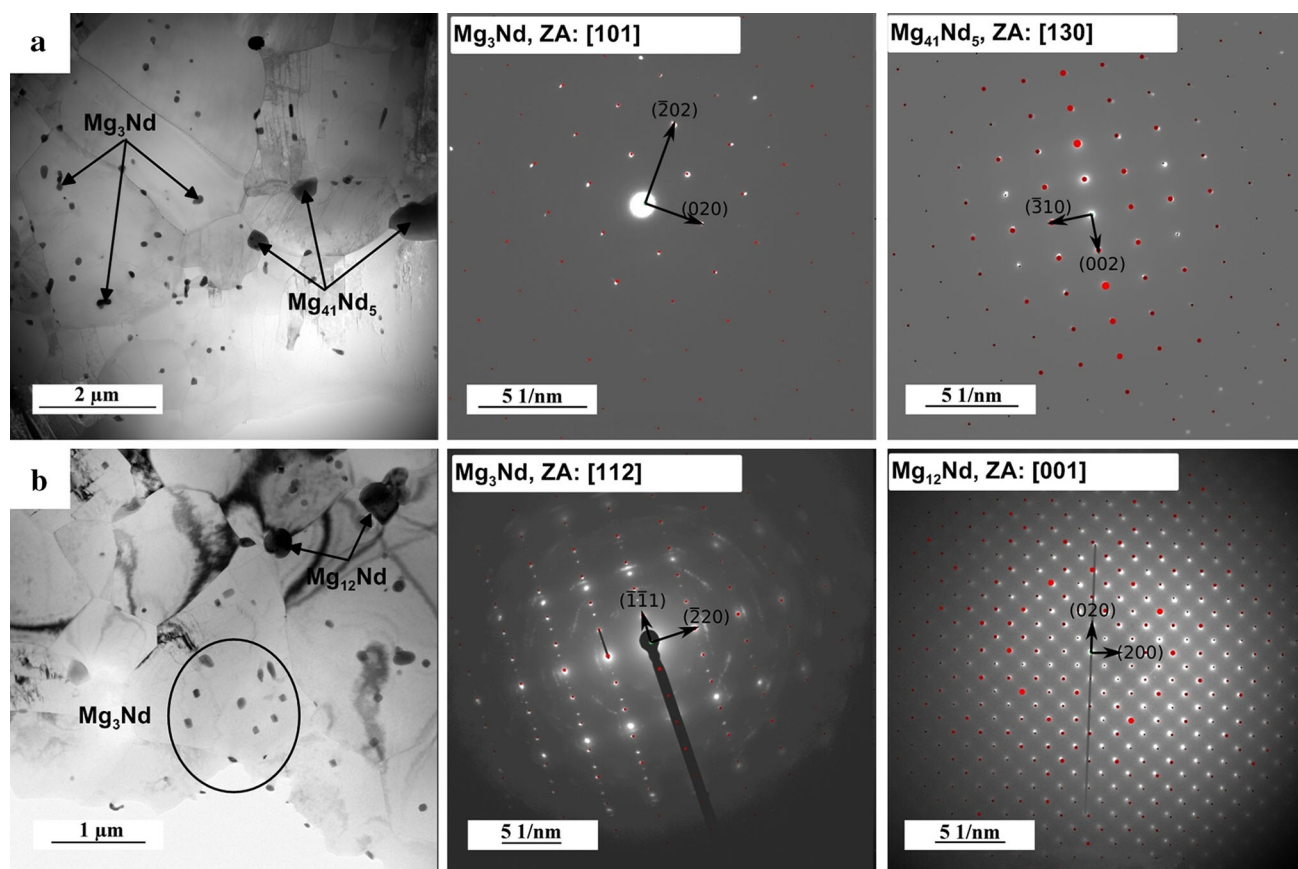 a
Mg₃Nd
Mg₄₁Nd₅
2 µm
Mg₃Nd, ZA: [101]
(2̅02)
(020)
5 1/nm
Mg₄₁Nd₅, ZA: [130]
(3̅10)
(002)
5 1/nm
b
Mg₁₂Nd
Mg₃Nd
1 µm
Mg₃Nd, ZA: [112]
(1̅1̅1)
(2̅20)
5 1/nm
Mg₁₂Nd, ZA: [001]
(020)
(200)
5 1/nm